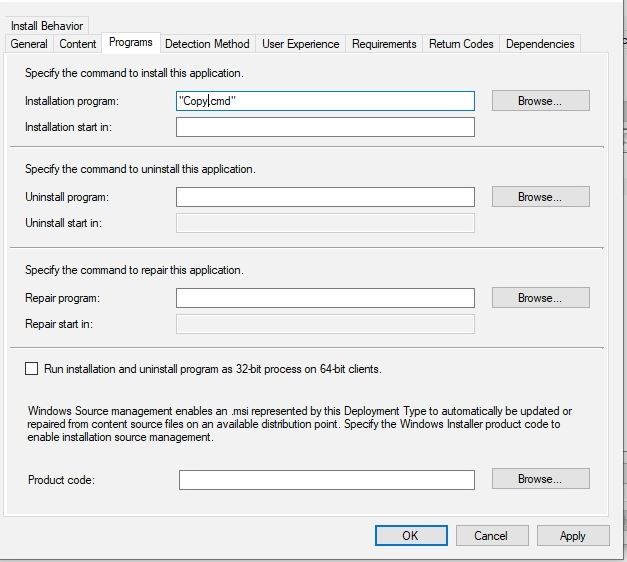 Install Behavior
General Content Programs Detection Method User Experience Requirements Return Codes Dependencies
Specify the command to install this application.
Installation program: "Copy.cmd" Browse...
Installation start in:
Specify the command to uninstall this application.
Uninstall program: Browse...
Uninstall start in:
Specify the command to repair this application.
Repair program: Browse...
Repair start in:
Run installation and uninstall program as 32-bit process on 64-bit clients.
Windows Source management enables an .msi represented by this Deployment Type to automatically be updated or
repaired from content source files on an available distribution point. Specify the Windows Installer product code to
enable installation source management.
Product code: Browse...
OK Cancel Apply